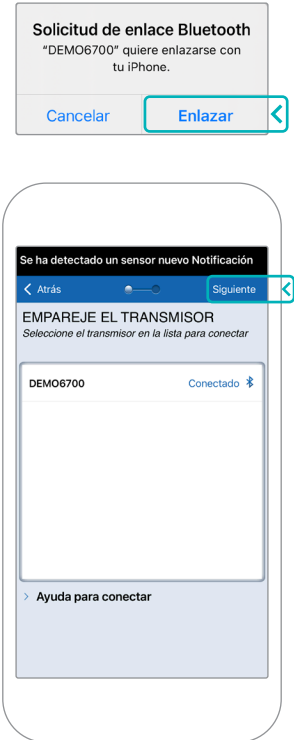 Solicitud de enlace Bluetooth
“DEMO6700” quiere enlazarse con
tu iPhone.
Cancelar
Enlazar
Se ha detectado un sensor nuevo Notificación
Atrás
Siguiente
EMPAREJE EL TRANSMISOR
Seleccione el transmisor en la lista para conectar
DEMO6700
Conectado
Ayuda para conectar